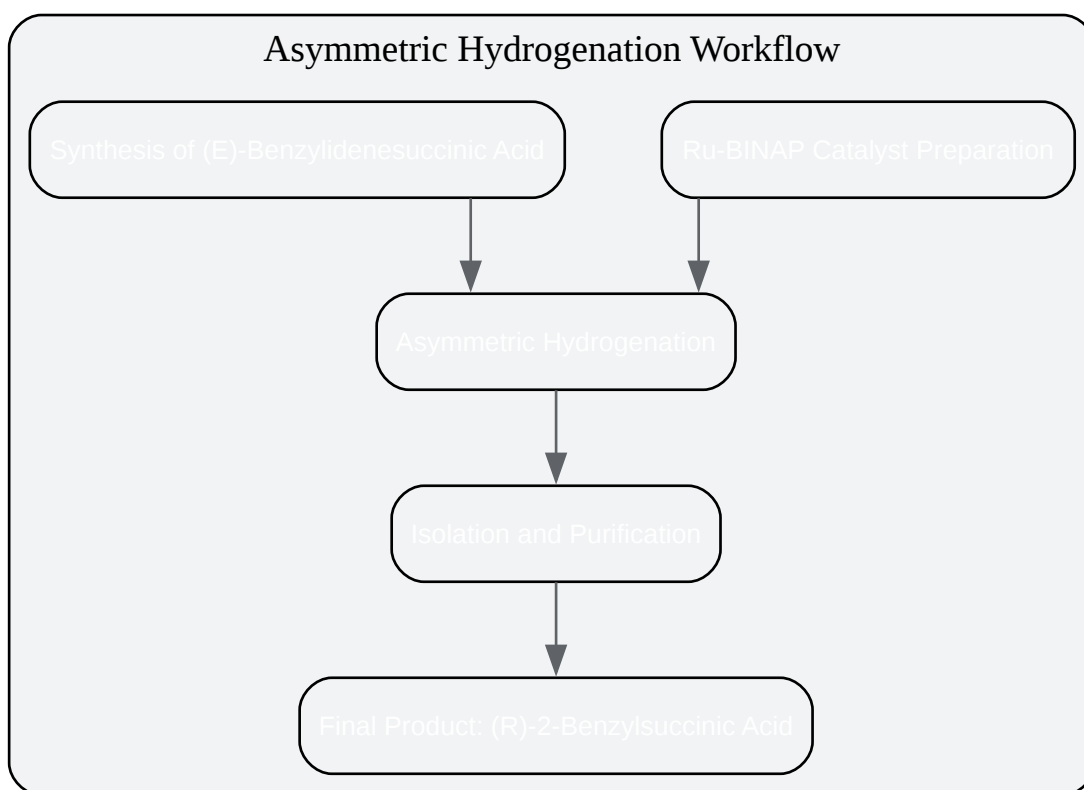 Asymmetric Hydrogenation Workflow
Synthesis of (E)-Benzylidenesuccinic Acid
Ru-BINAP Catalyst Preparation
Asymmetric Hydrogenation
Isolation and Purification
Final Product: (R)-2-Benzylsuccinic Acid